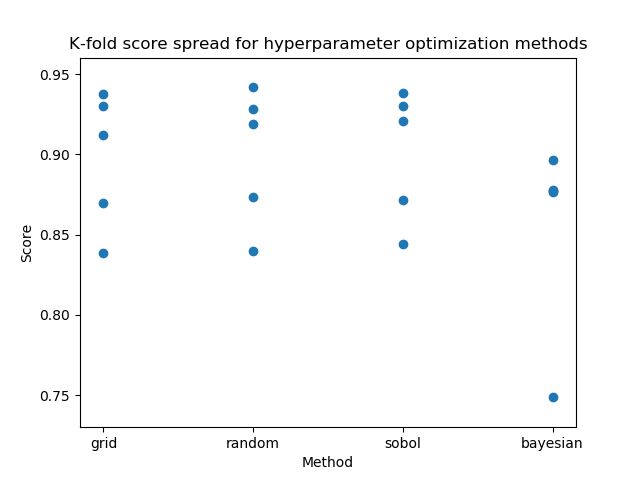 K-fold score spread for hyperparameter optimization methods
0.95
0.90
0.85
0.80
0.75
Score
grid random sobol bayesian
Method